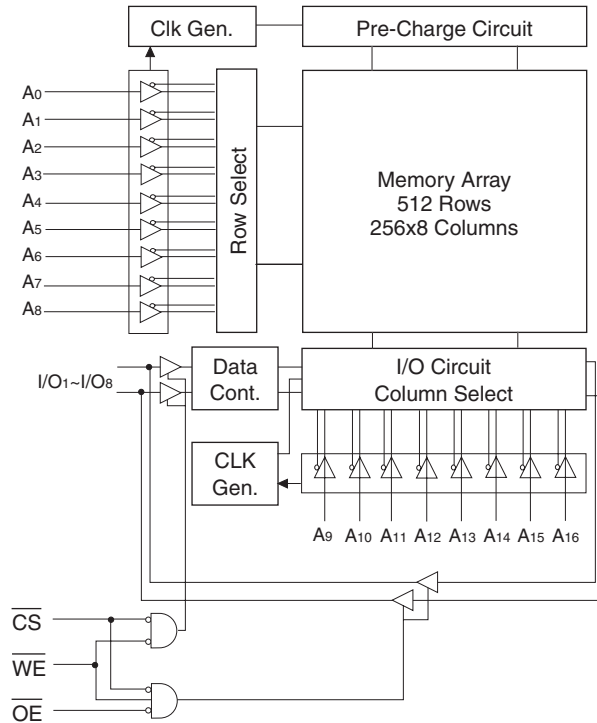 Clk Gen.
Pre-Charge Circuit
A0
A1
A2
A3
A4
A5
A6
A7
A8
Row Select
Memory Array
512 Rows
256x8 Columns
I/O1~I/O8
Data
Cont.
I/O Circuit
Column Select
CLK
Gen.
A9 A10 A11 A12 A13 A14 A15 A16
CS
WE
OE